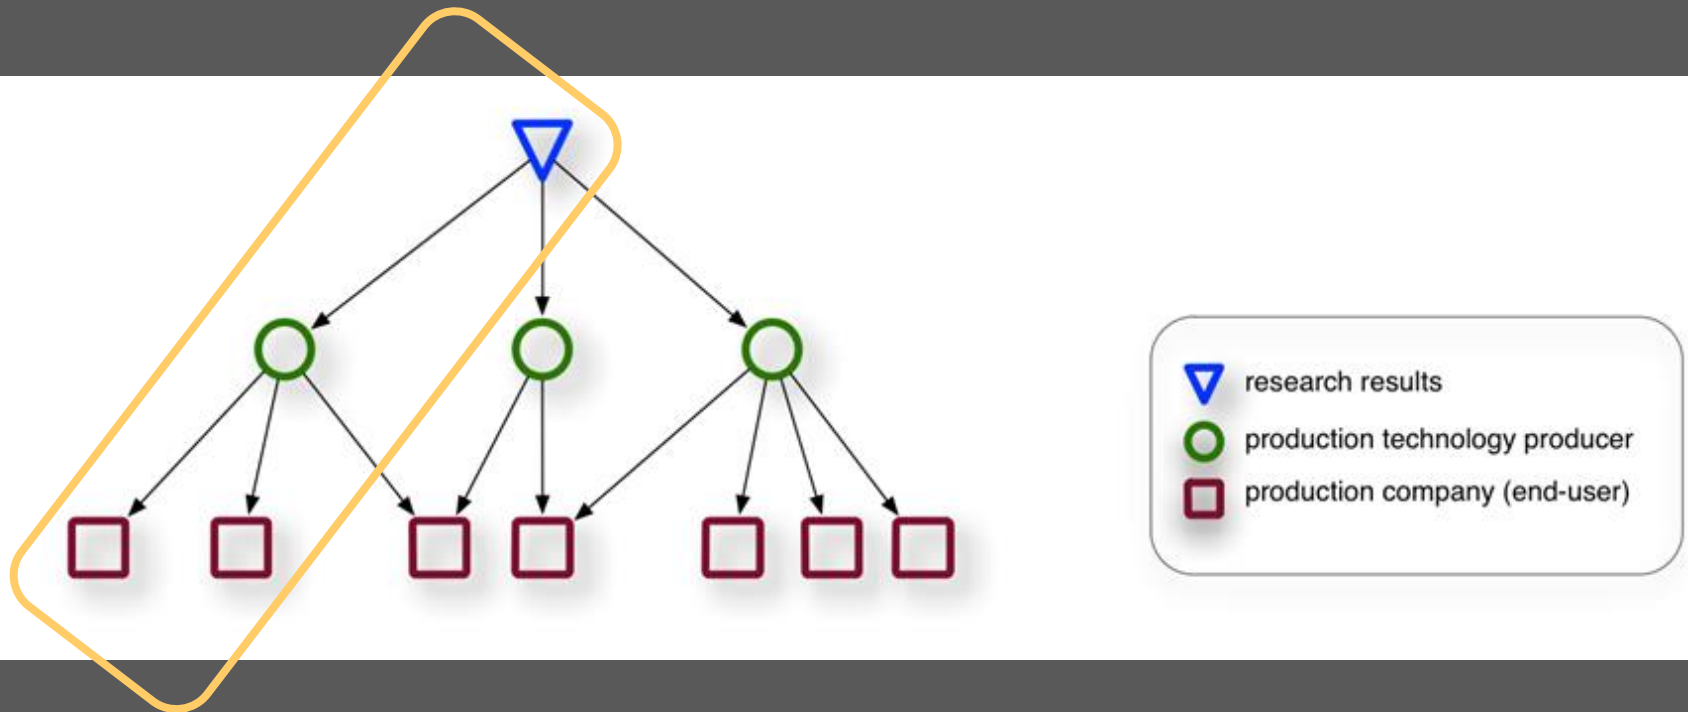 research results
production technology producer
production company (end-user)